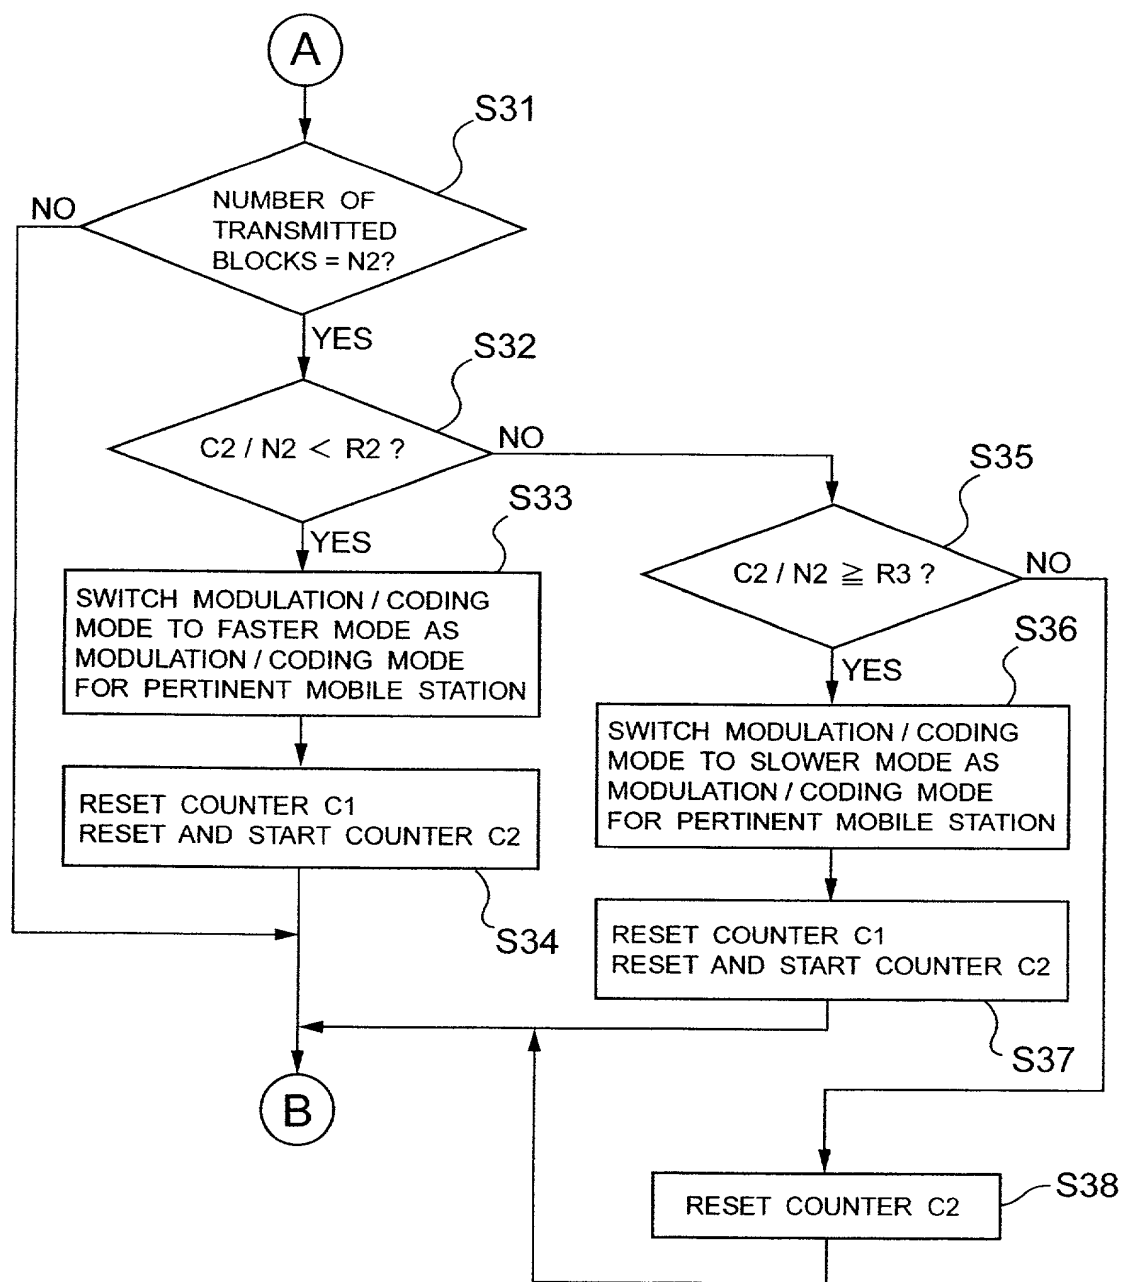 A
S31
NO
NUMBER OF
TRANSMITTED
BLOCKS = N2?
YES
S32
C2 / N2 < R2 ?
NO
S35
S33
YES
C2 / N2 ≧ R3 ?
NO
SWITCH MODULATION / CODING
MODE TO FASTER MODE AS
MODULATION / CODING MODE
FOR PERTINENT MOBILE STATION
S36
YES
SWITCH MODULATION / CODING
MODE TO SLOWER MODE AS
MODULATION / CODING MODE
FOR PERTINENT MOBILE STATION
RESET COUNTER C1
RESET AND START COUNTER C2
S34
RESET COUNTER C1
RESET AND START COUNTER C2
S37
B
S38
RESET COUNTER C2